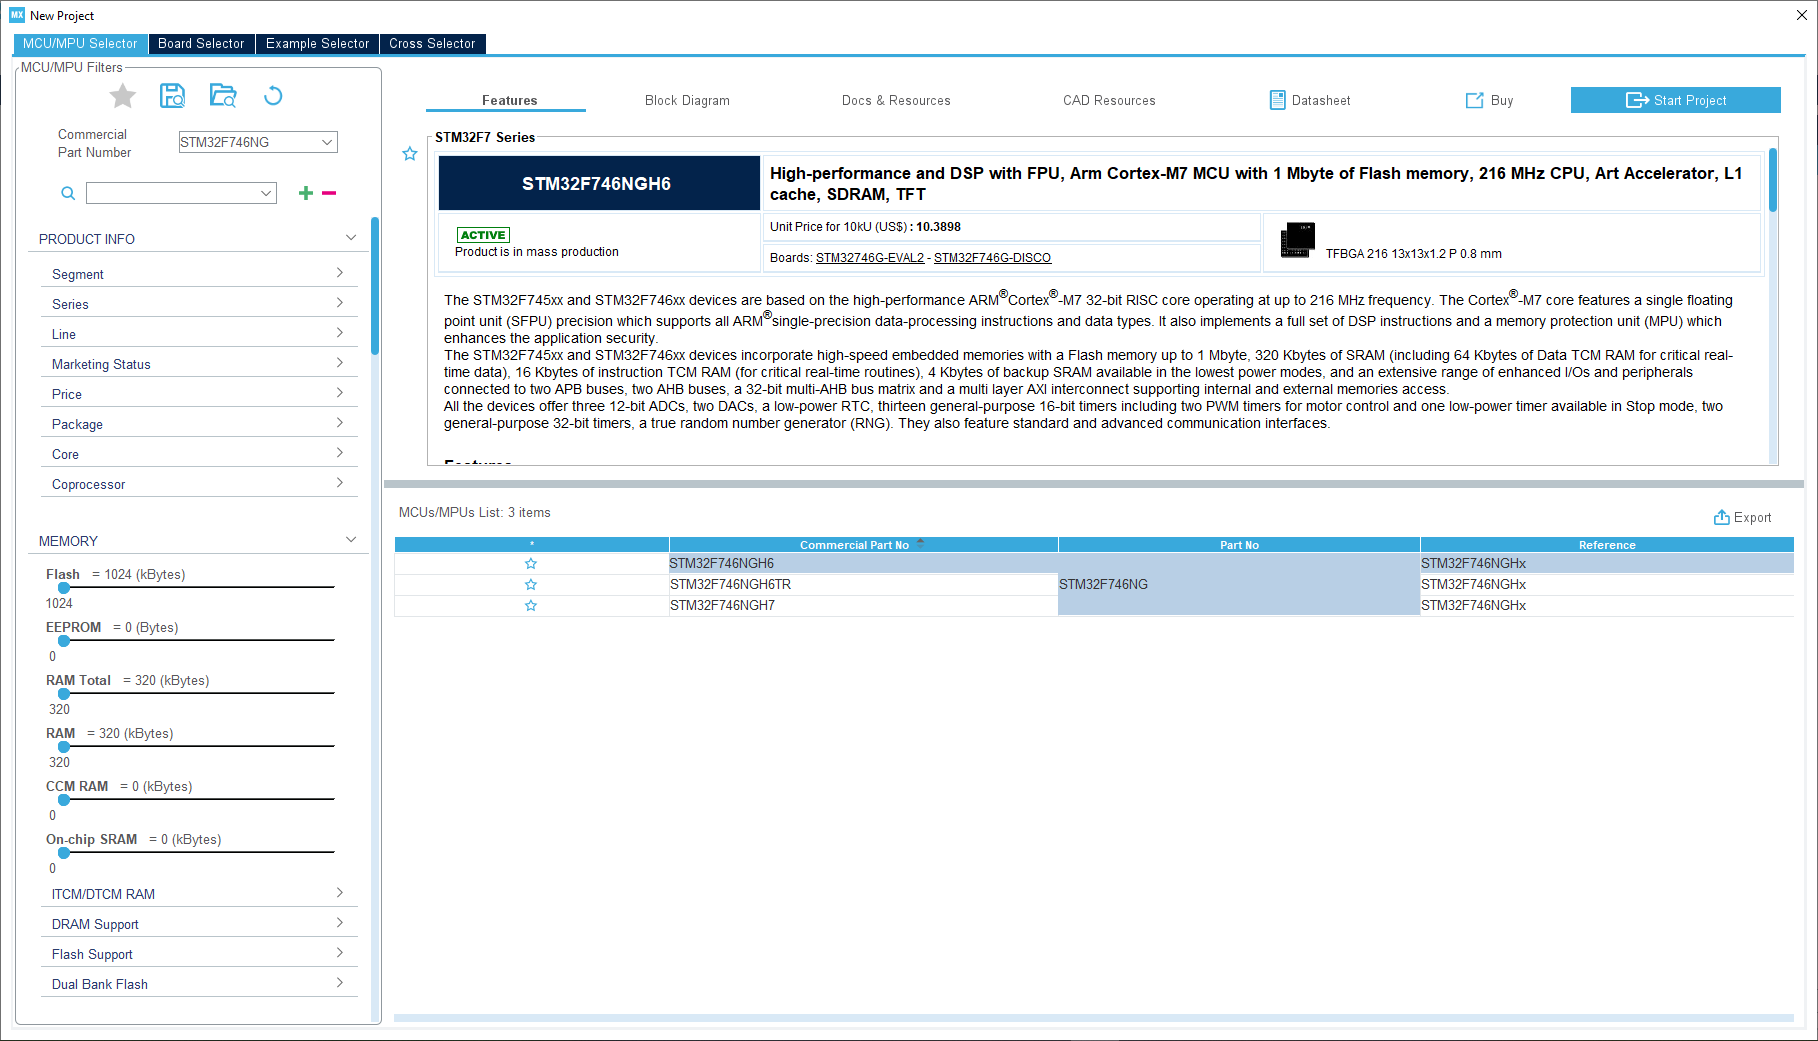 MX New Project
MCU/MPU Selector
Board Selector
Example Selector
Cross Selector
MCU/MPU Filters
Commercial
Part Number
STM32F746NG
PRODUCT INFO
Segment
Series
Line
Marketing Status
Price
Package
Core
Coprocessor
MEMORY
Flash = 1024 (kBytes)
1024
EEPROM = 0 (Bytes)
0
RAM Total = 320 (kBytes)
320
RAM = 320 (kBytes)
320
CCM RAM = 0 (kBytes)
0
On-chip SRAM = 0 (kBytes)
0
ITCM/DTCM RAM
DRAM Support
Flash Support
Dual Bank Flash
Features
Block Diagram
Docs & Resources
CAD Resources
Datasheet
Buy
Start Project
STM32F7 Series
STM32F746NGH6
High-performance and DSP with FPU, Arm Cortex-M7 MCU with 1 Mbyte of Flash memory, 216 MHz CPU, Art Accelerator, L1
cache, SDRAM, TFT
ACTIVE
Product is in mass production
Unit Price for 10kU (US$) : 10.3898
Boards: STM32746G-EVAL2 - STM32F746G-DISCO
TFBGA 216 13x13x1.2 P 0.8 mm
The STM32F745xx and STM32F746xx devices are based on the high-performance ARM®Cortex®-M7 32-bit RISC core operating at up to 216 MHz frequency. The Cortex®-M7 core features a single floating
point unit (SFPU) precision which supports all ARM®single-precision data-processing instructions and data types. It also implements a full set of DSP instructions and a memory protection unit (MPU) which
enhances the application security.
The STM32F745xx and STM32F746xx devices incorporate high-speed embedded memories with a Flash memory up to 1 Mbyte, 320 Kbytes of SRAM (including 64 Kbytes of Data TCM RAM for critical real-
time data), 16 Kbytes of instruction TCM RAM (for critical real-time routines), 4 Kbytes of backup SRAM available in the lowest power modes, and an extensive range of enhanced I/Os and peripherals
connected to two APB buses, two AHB buses, a 32-bit multi-AHB bus matrix and a multi layer AXI interconnect supporting internal and external memories access.
All the devices offer three 12-bit ADCs, two DACs, a low-power RTC, thirteen general-purpose 16-bit timers including two PWM timers for motor control and one low-power timer available in Stop mode, two
general-purpose 32-bit timers, a true random number generator (RNG). They also feature standard and advanced communication interfaces.
Features
MCUs/MPUs List: 3 items
Export
* Commercial Part No Part No Reference
STM32F746NGH6 STM32F746NGHx
STM32F746NGH6TR STM32F746NG STM32F746NGHx
STM32F746NGH7 STM32F746NGHx